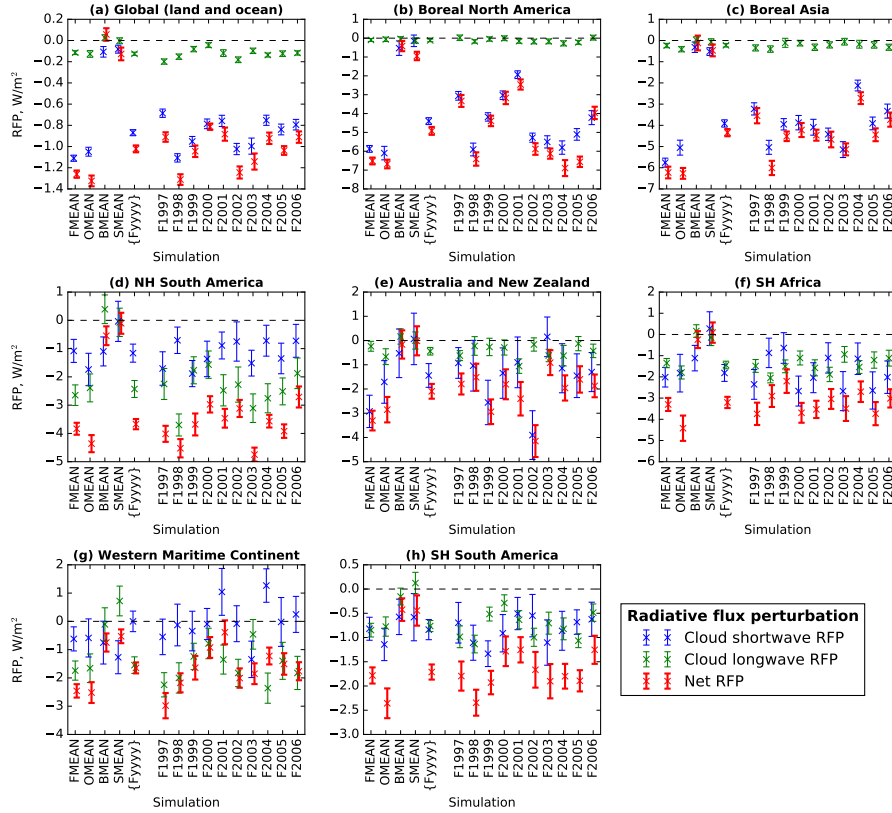 (a) Global (land and ocean)
0.2
0.0
−0.2
−0.4
−0.6
−0.8
−1.0
−1.2
−1.4
RFP, W/m²
FMEAN
OMEAN
BMEAN
SMEAN
{Fyyyy}
F1997
F1998
F1999
F2000
F2001
F2002
F2003
F2004
F2005
F2006
Simulation
(b) Boreal North America
2
1
0
−1
−2
−3
−4
−5
−6
−7
−8
FMEAN
OMEAN
BMEAN
SMEAN
{Fyyyy}
F1997
F1998
F1999
F2000
F2001
F2002
F2003
F2004
F2005
F2006
Simulation
(c) Boreal Asia
2
1
0
−1
−2
−3
−4
−5
−6
−7
FMEAN
OMEAN
BMEAN
SMEAN
{Fyyyy}
F1997
F1998
F1999
F2000
F2001
F2002
F2003
F2004
F2005
F2006
Simulation
(d) NH South America
1
0
−1
−2
−3
−4
−5
RFP, W/m²
FMEAN
OMEAN
BMEAN
SMEAN
{Fyyyy}
F1997
F1998
F1999
F2000
F2001
F2002
F2003
F2004
F2005
F2006
Simulation
(e) Australia and New Zealand
2
1
0
−1
−2
−3
−4
−5
FMEAN
OMEAN
BMEAN
SMEAN
{Fyyyy}
F1997
F1998
F1999
F2000
F2001
F2002
F2003
F2004
F2005
F2006
Simulation
(f) SH Africa
2
1
0
−1
−2
−3
−4
−5
−6
FMEAN
OMEAN
BMEAN
SMEAN
{Fyyyy}
F1997
F1998
F1999
F2000
F2001
F2002
F2003
F2004
F2005
F2006
Simulation
(g) Western Maritime Continent
2
1
0
−1
−2
−3
−4
RFP, W/m²
FMEAN
OMEAN
BMEAN
SMEAN
{Fyyyy}
F1997
F1998
F1999
F2000
F2001
F2002
F2003
F2004
F2005
F2006
Simulation
(h) SH South America
0.5
0.0
−0.5
−1.0
−1.5
−2.0
−2.5
−3.0
FMEAN
OMEAN
BMEAN
SMEAN
{Fyyyy}
F1997
F1998
F1999
F2000
F2001
F2002
F2003
F2004
F2005
F2006
Simulation
Radiative flux perturbation
Cloud shortwave RFP
Cloud longwave RFP
Net RFP